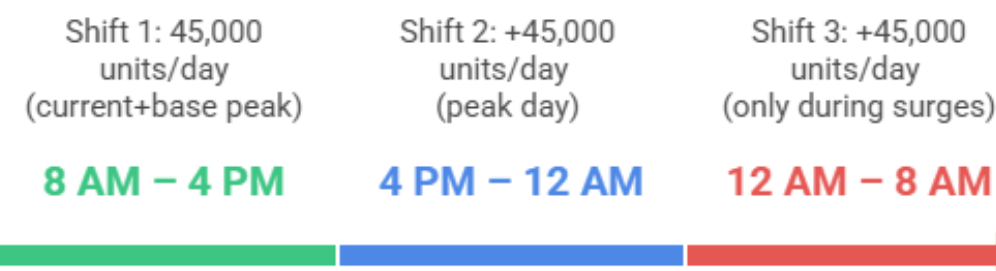 Shift 1: 45,000
units/day
(current+base peak)
8 AM – 4 PM
Shift 2: +45,000
units/day
(peak day)
4 PM – 12 AM
Shift 3: +45,000
units/day
(only during surges)
12 AM – 8 AM